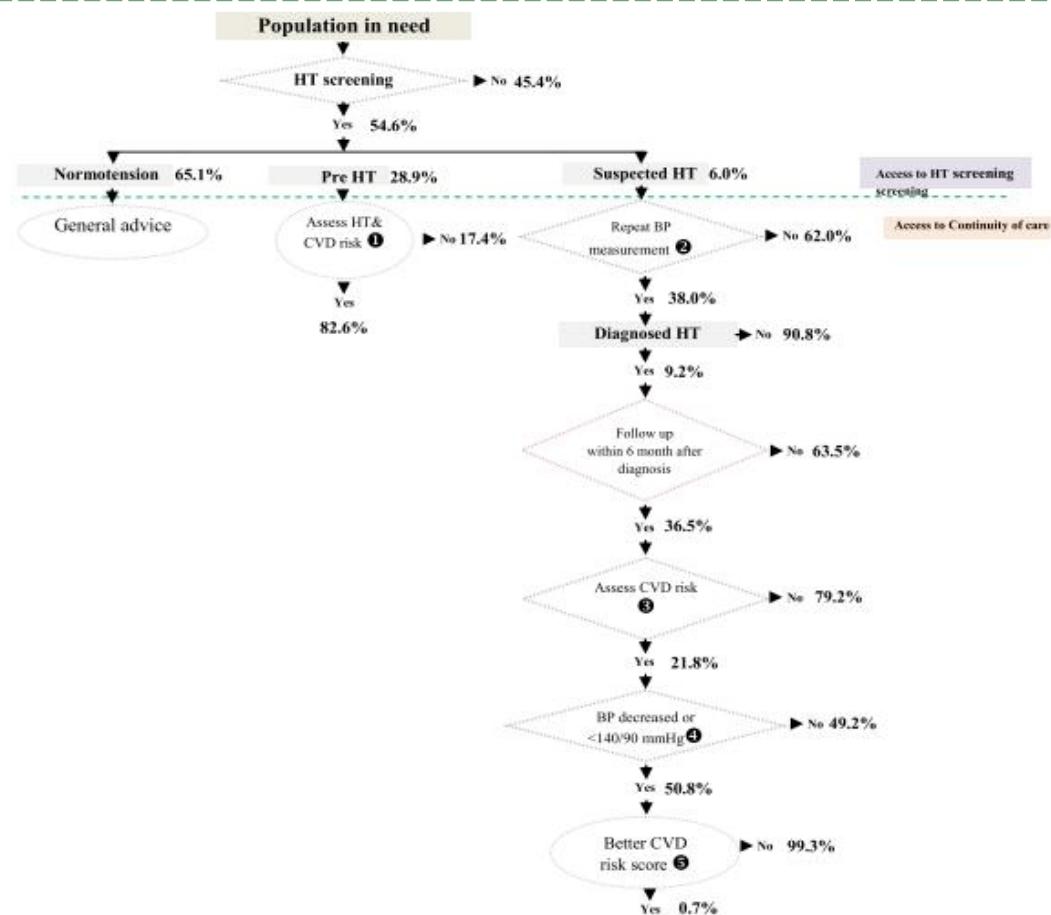 Population in need
HT screening
No 45.4%
Yes 54.6%
Normotension 65.1%
Pre HT 28.9%
Suspected HT 6.0%
Access to HT screening
screening
General advice
Assess HT&
CVD risk ❶
No 17.4%
Yes
82.6%
Repeat BP
measurement ❷
No 62.0%
Access to Continuity of care
Yes 38.0%
Diagnosed HT
No 90.8%
Yes 9.2%
Follow up
within 6 month after
diagnosis
No 63.5%
Yes 36.5%
Assess CVD risk
❸
No 79.2%
Yes 21.8%
BP decreased or
<140/90 mmHg❹
No 49.2%
Yes 50.8%
Better CVD
risk score ❺
No 99.3%
Yes 0.7%